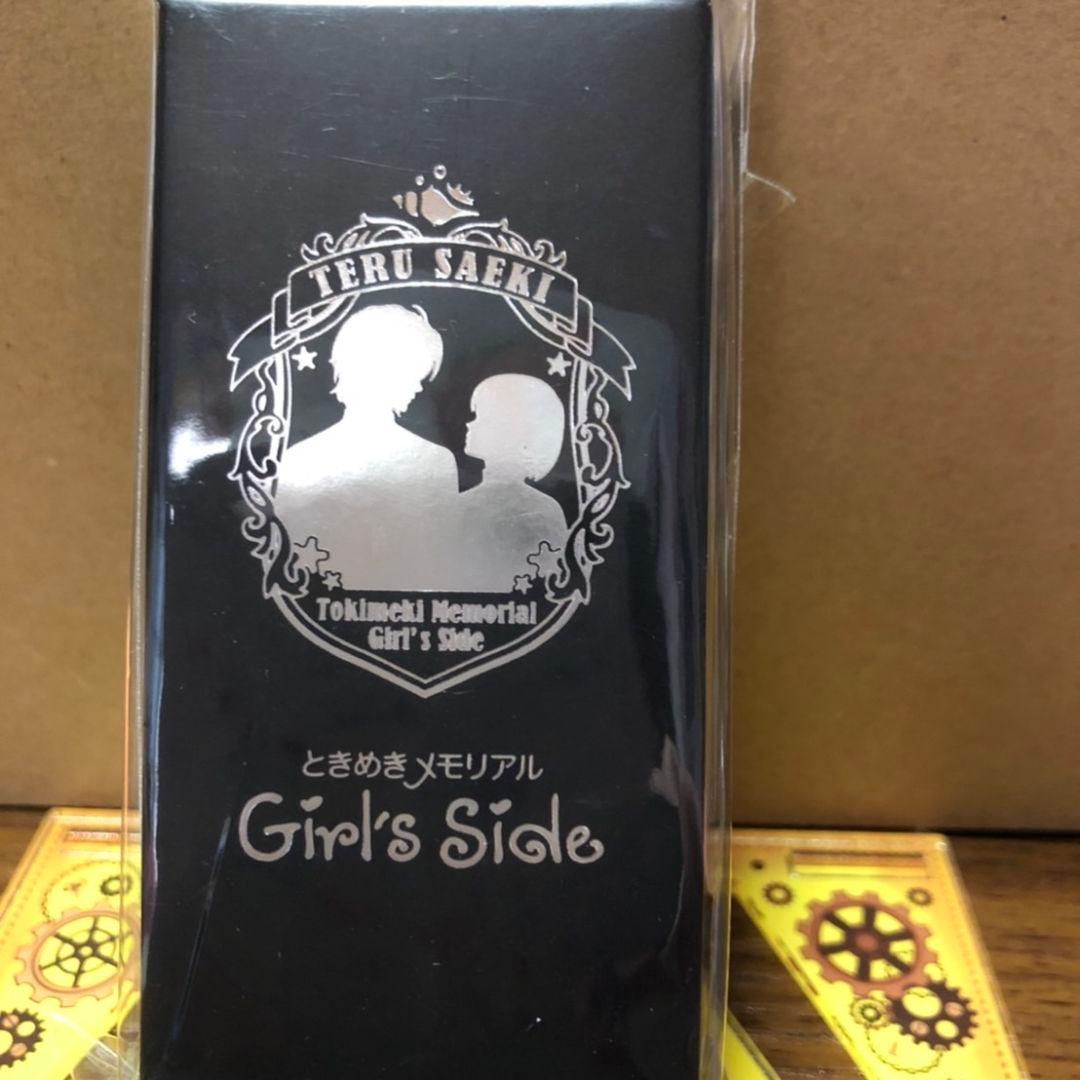 TERU SAEKI
Tokimeki Memorial
Girl's Side
ときめきメモリアル
Girl's Side